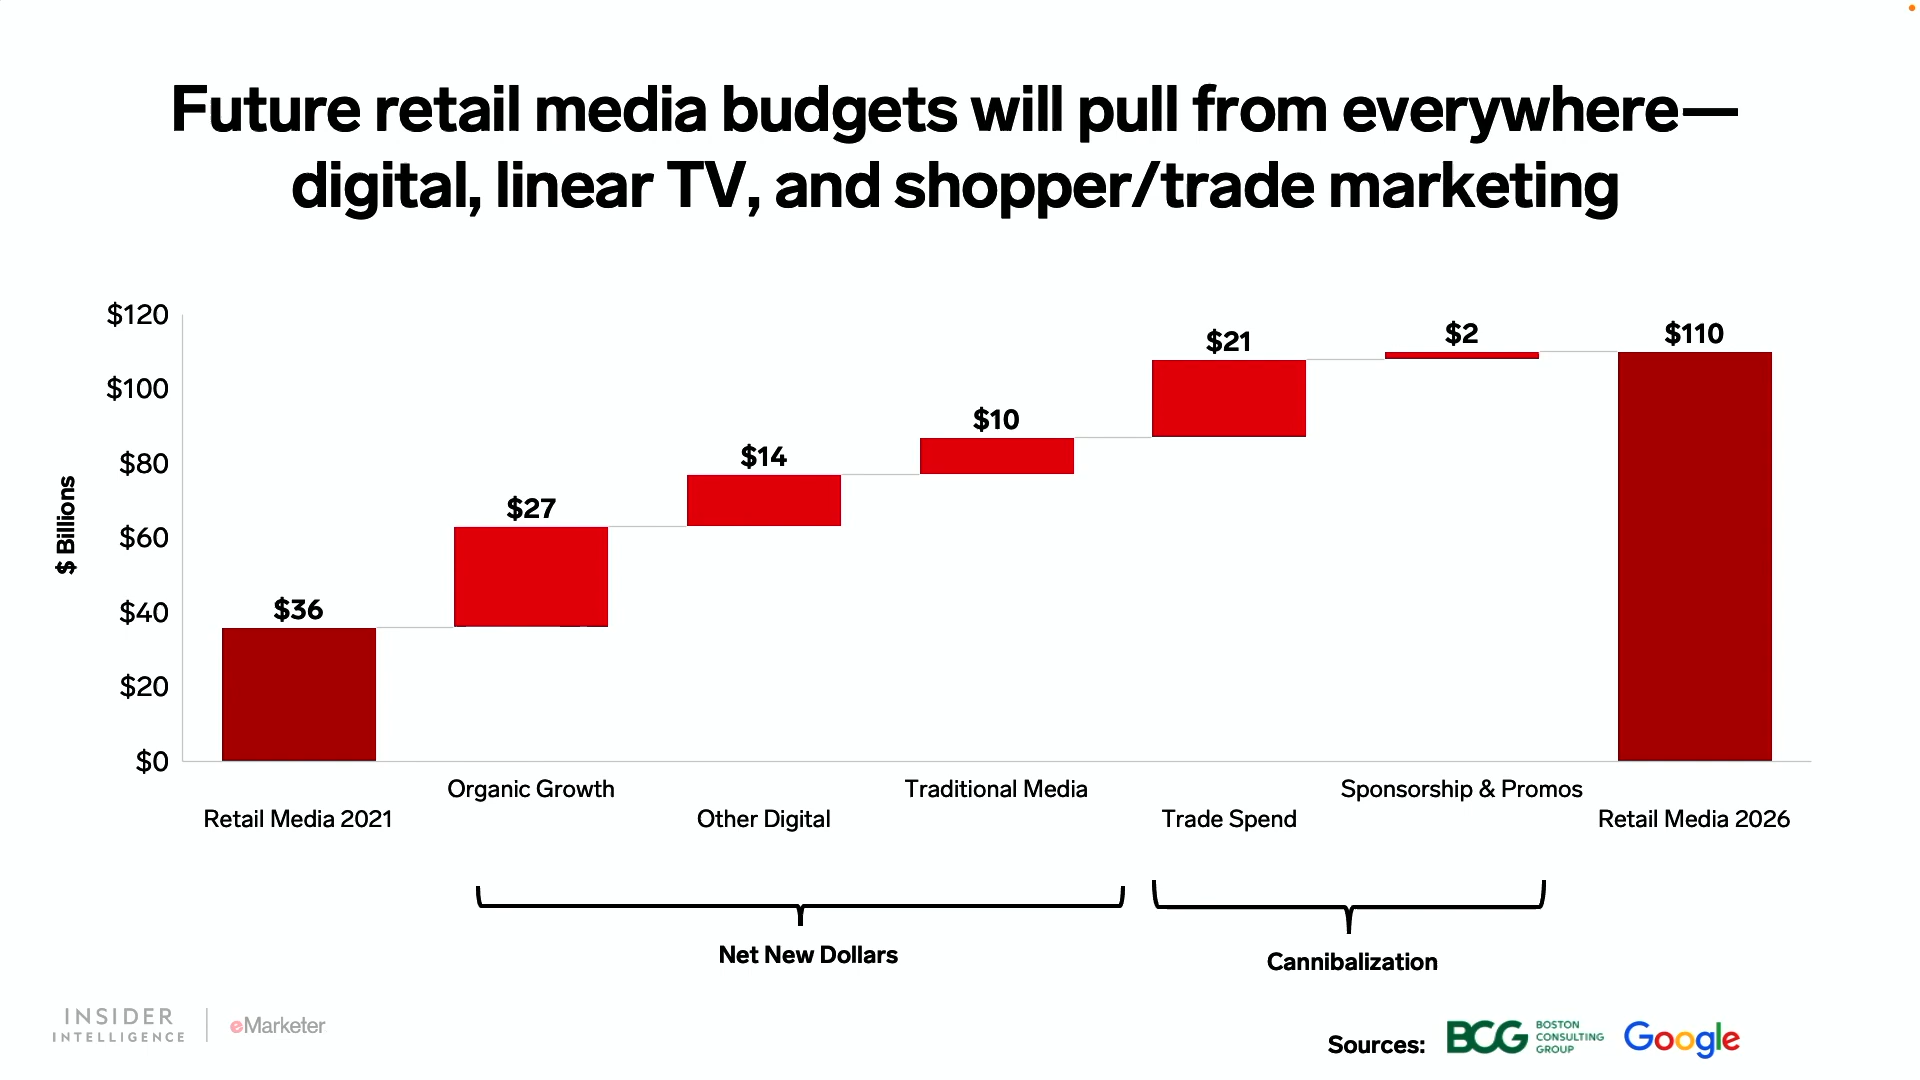 Future retail media budgets will pull from everywhere—
digital, linear TV, and shopper/trade marketing
$ Billions
$120
$100
$80
$60
$40
$20
$0
$36
$27
$14
$10
$21
$2
$110
Retail Media 2021
Organic Growth
Other Digital
Traditional Media
Trade Spend
Sponsorship & Promos
Retail Media 2026
Net New Dollars
Cannibalization
INSIDER
INTELLIGENCE
eMarketer
Sources:
BCG
BOSTON
CONSULTING
GROUP
Google